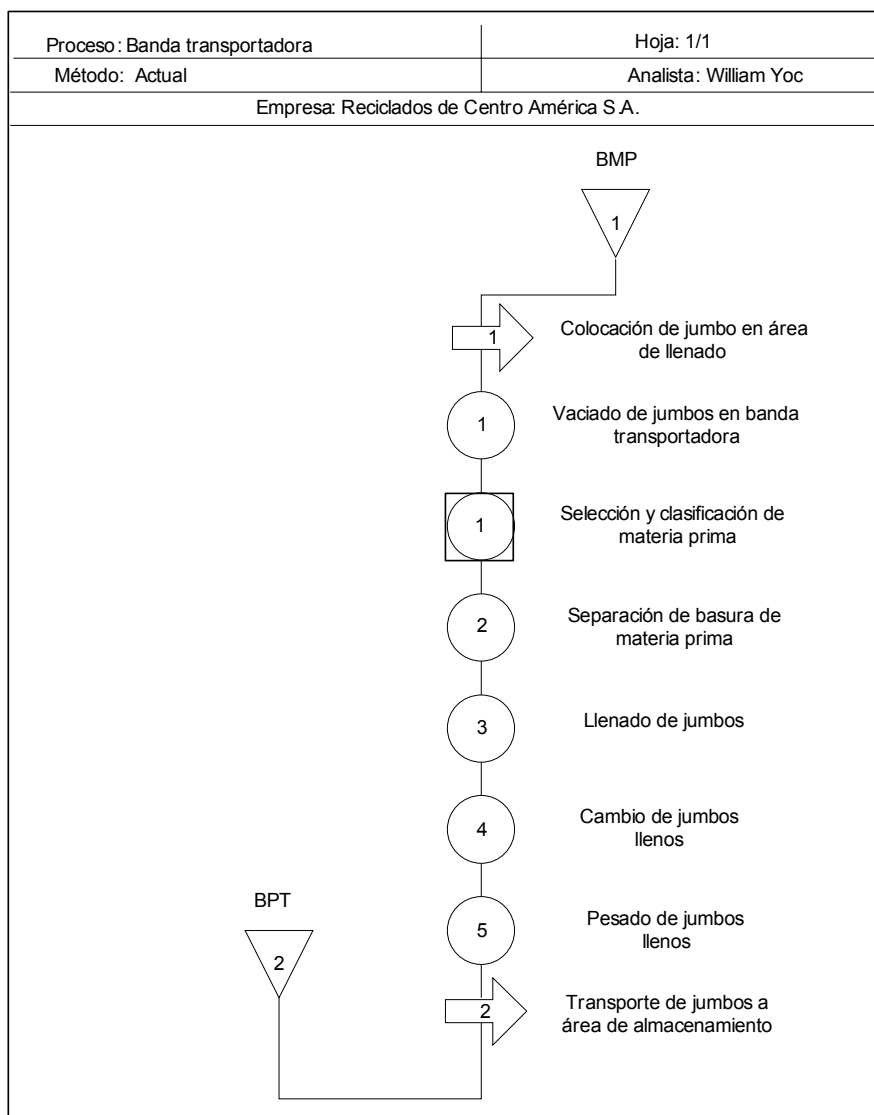 Proceso: Banda transportadora
Hoja: 1/1
Método: Actual
Analista: William Yoc
Empresa: Reciclados de Centro América S.A.
BMP
1
1
Colocación de jumbo en área
de llenado
1
Vaciado de jumbos en banda
transportadora
1
Selección y clasificación de
materia prima
2
Separación de basura de
materia prima
3
Llenado de jumbos
4
Cambio de jumbos
llenos
BPT
2
5
Pesado de jumbos
llenos
2
Transporte de jumbos a
área de almacenamiento